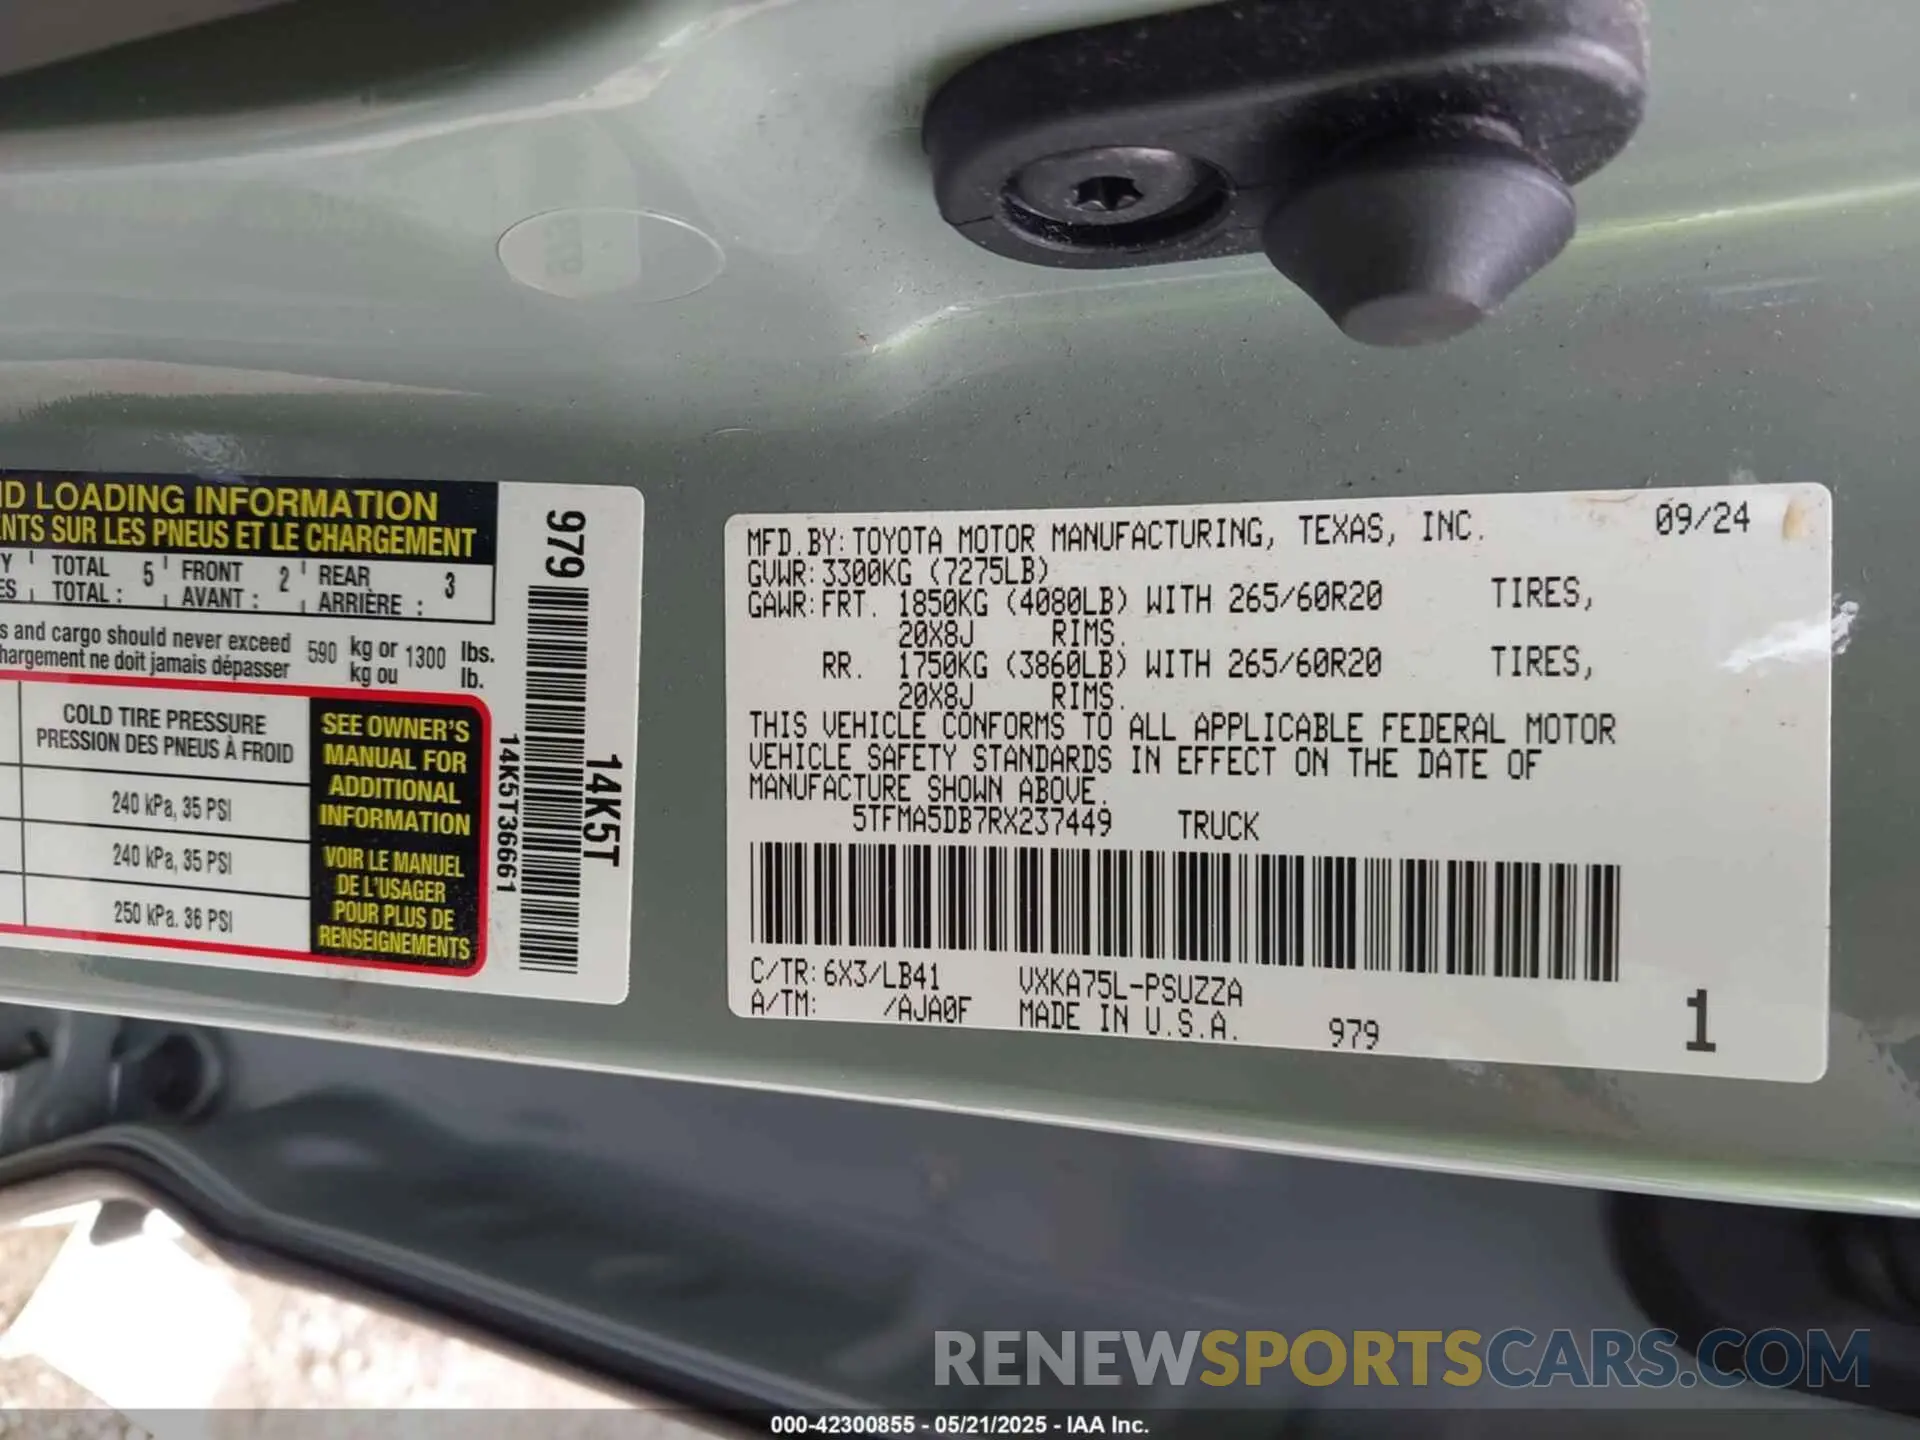 LOADING INFORMATION
SUR LES PNEUS ET LE CHARGEMENT
TOTAL 5 FRONT 2 REAR 3
TOTAL : AVANT : ARRIÈRE :
and cargo should never exceed 590 kg or 1300 lbs.
ne doit jamais dépasser kg ou lb.
COLD TIRE PRESSURE
PRESSION DES PNEUS À FROID
240 kPa, 35 PSI
240 kPa, 35 PSI
250 kPa. 36 PSI
SEE OWNER'S
MANUAL FOR
ADDITIONAL
INFORMATION
VOIR LE MANUEL
DE L'USAGER
POUR PLUS DE
RENSEIGNEMENTS
979
14K5T
14K5T36661
MFD.BY:TOYOTA MOTOR MANUFACTURING, TEXAS, INC. 09/24
GVWR:3300KG (7275LB)
GAWR:FRT. 1850KG (4080LB) WITH 265/60R20 TIRES,
20X8J RIMS.
RR. 1750KG (3860LB) WITH 265/60R20 TIRES,
20X8J RIMS.
THIS VEHICLE CONFORMS TO ALL APPLICABLE FEDERAL MOTOR
VEHICLE SAFETY STANDARDS IN EFFECT ON THE DATE OF
MANUFACTURE SHOWN ABOVE.
5TFMA5DB7RX237449 TRUCK
C/TR:6X3/LB41 VXKA75L-PSUZZA
A/TM: /AJA0F MADE IN U.S.A. 979 1
RENEWSPORTSCARS.COM
000-42300855 - 05/21/2025 - IAA Inc.